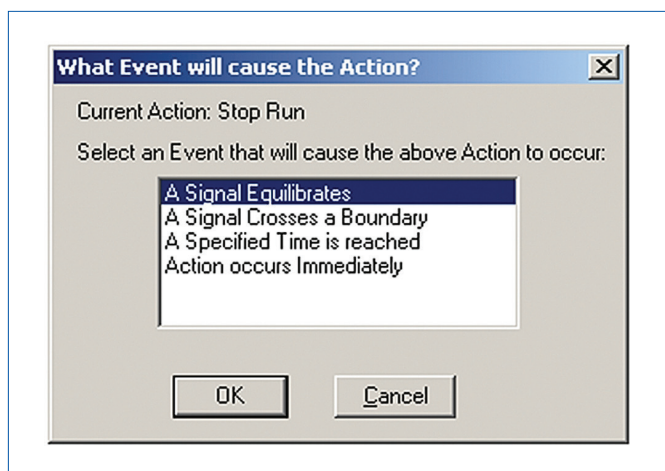 What Event will cause the Action?
Current Action: Stop Run
Select an Event that will cause the above Action to occur:
A Signal Equilibrates
A Signal Crosses a Boundary
A Specified Time is reached
Action occurs Immediately
OK Cancel